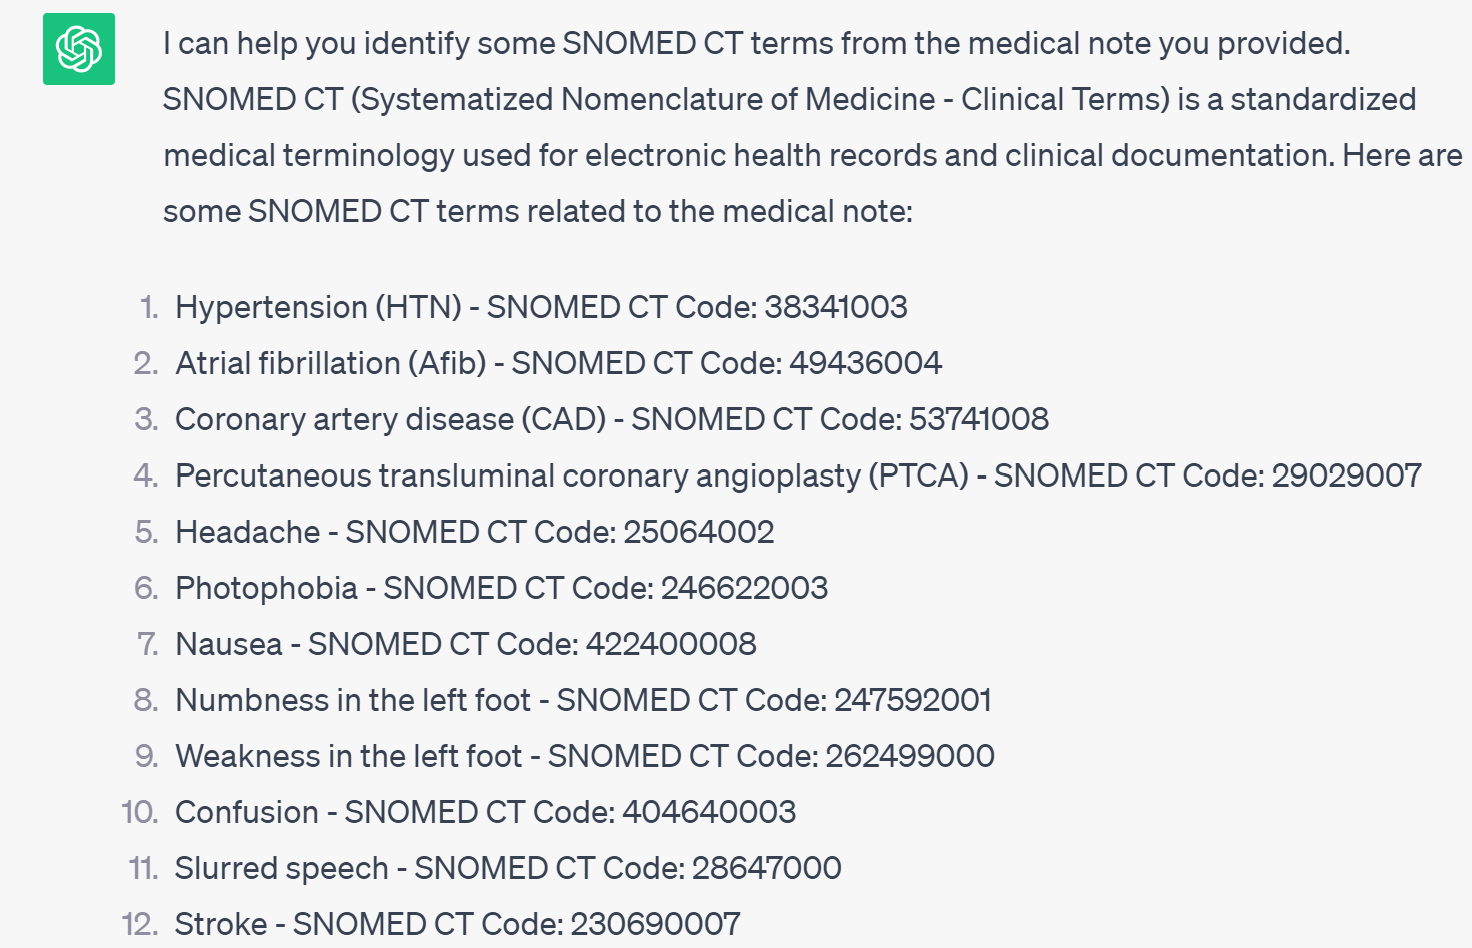 I can help you identify some SNOMED CT terms from the medical note you provided.
SNOMED CT (Systematized Nomenclature of Medicine - Clinical Terms) is a standardized
medical terminology used for electronic health records and clinical documentation. Here are
some SNOMED CT terms related to the medical note:
1. Hypertension (HTN) - SNOMED CT Code: 38341003
2. Atrial fibrillation (Afib) - SNOMED CT Code: 49436004
3. Coronary artery disease (CAD) - SNOMED CT Code: 53741008
4. Percutaneous transluminal coronary angioplasty (PTCA) - SNOMED CT Code: 29029007
5. Headache - SNOMED CT Code: 25064002
6. Photophobia - SNOMED CT Code: 246622003
7. Nausea - SNOMED CT Code: 422400008
8. Numbness in the left foot - SNOMED CT Code: 247592001
9. Weakness in the left foot - SNOMED CT Code: 262499000
10. Confusion - SNOMED CT Code: 404640003
11. Slurred speech - SNOMED CT Code: 28647000
12. Stroke - SNOMED CT Code: 230690007